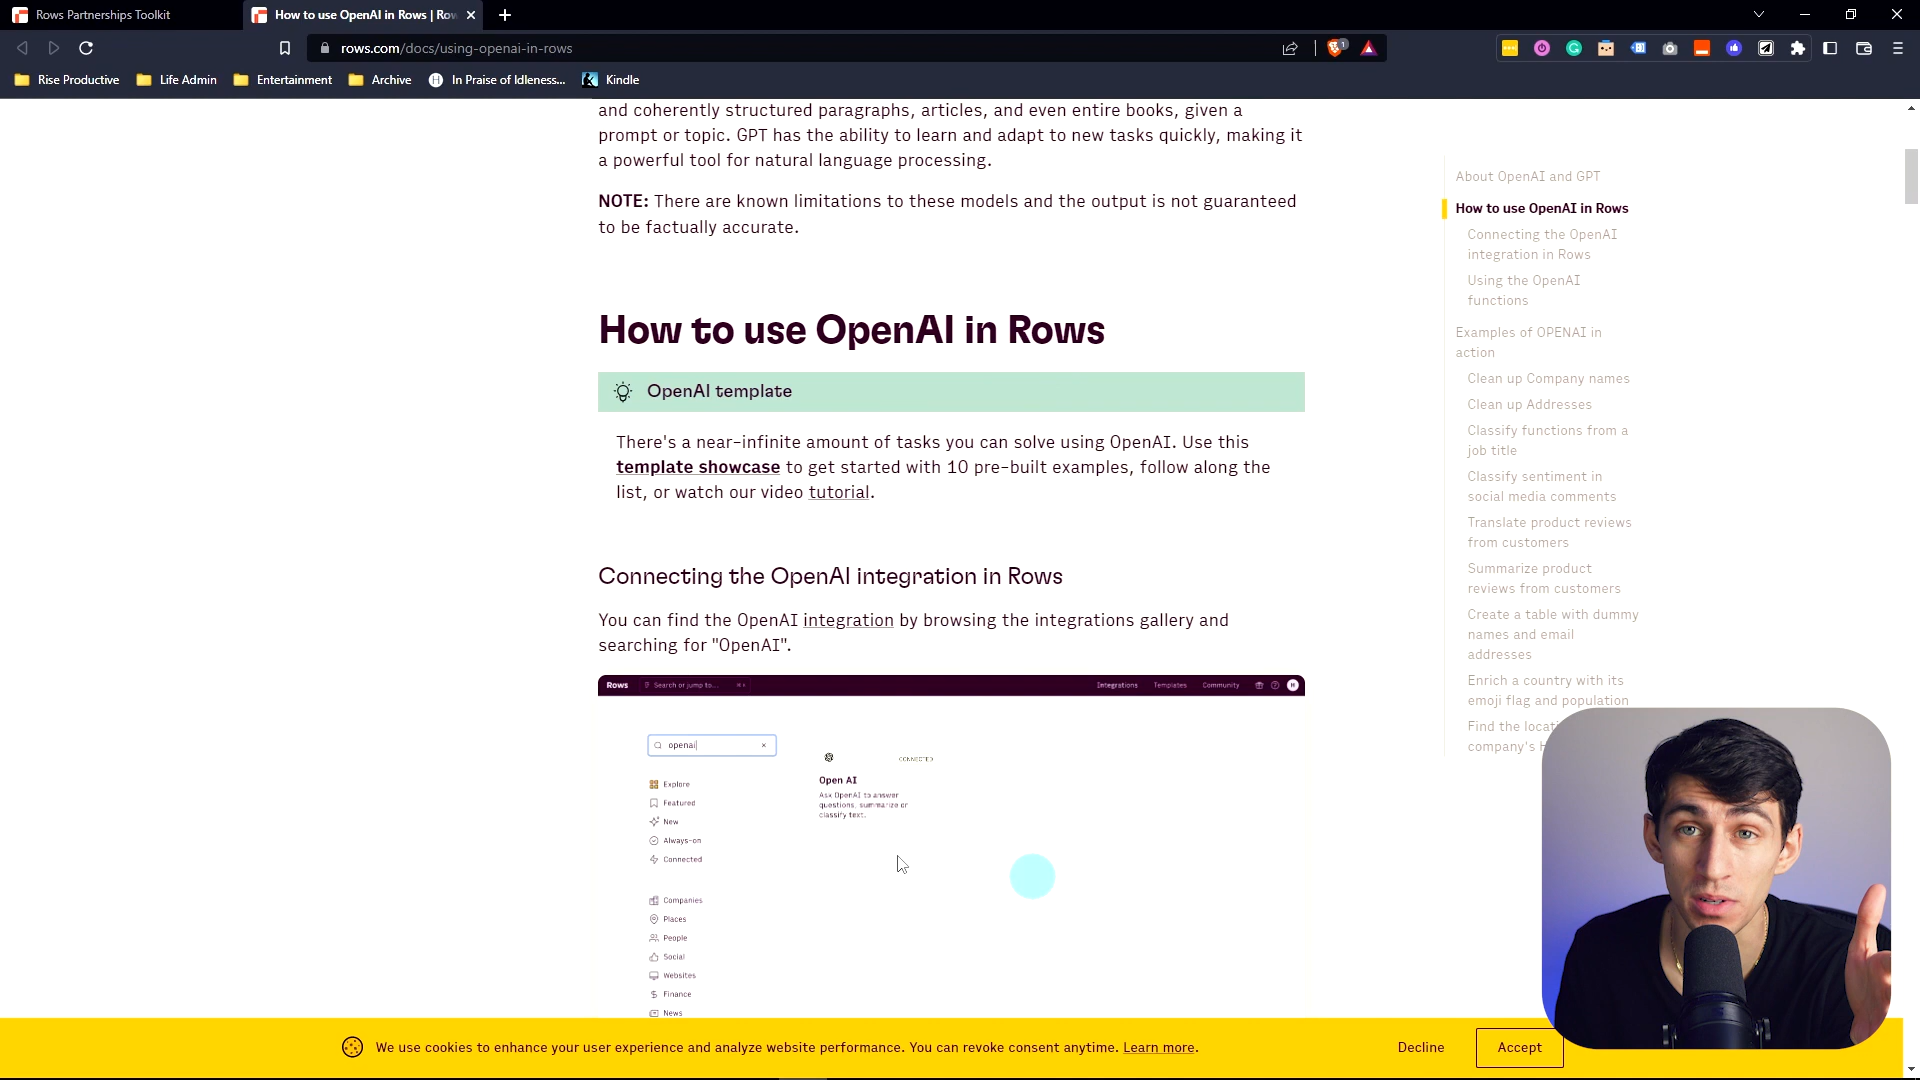 Rows Partnerships Toolkit
How to use OpenAI in Rows | Row
rows.com/docs/using-openai-in-rows
Rise Productive
Life Admin
Entertainment
Archive
In Praise of Idleness...
Kindle
and coherently structured paragraphs, articles, and even entire books, given a
prompt or topic. GPT has the ability to learn and adapt to new tasks quickly, making it
a powerful tool for natural language processing.
NOTE: There are known limitations to these models and the output is not guaranteed
to be factually accurate.
How to use OpenAI in Rows
OpenAI template
There's a near-infinite amount of tasks you can solve using OpenAI. Use this
template showcase to get started with 10 pre-built examples, follow along the
list, or watch our video tutorial.
Connecting the OpenAI integration in Rows
You can find the OpenAI integration by browsing the integrations gallery and
searching for "OpenAI".
Rows
Search or jump to...
Integrations
Templates
Community
openai
CONNECTED
Open AI
Ask OpenAI to answer
questions, summarize or
classify text.
Explore
Featured
New
Always-on
Connected
Companies
Places
People
Social
Websites
Finance
News
About OpenAI and GPT
How to use OpenAI in Rows
Connecting the OpenAI
integration in Rows
Using the OpenAI
functions
Examples of OPENAI in
action
Clean up Company names
Clean up Addresses
Classify functions from a
job title
Classify sentiment in
social media comments
Translate product reviews
from customers
Summarize product
reviews from customers
Create a table with dummy
names and email
addresses
Enrich a country with its
emoji flag and population
Find the locati
company's H
We use cookies to enhance your user experience and analyze website performance. You can revoke consent anytime. Learn more.
Decline
Accept